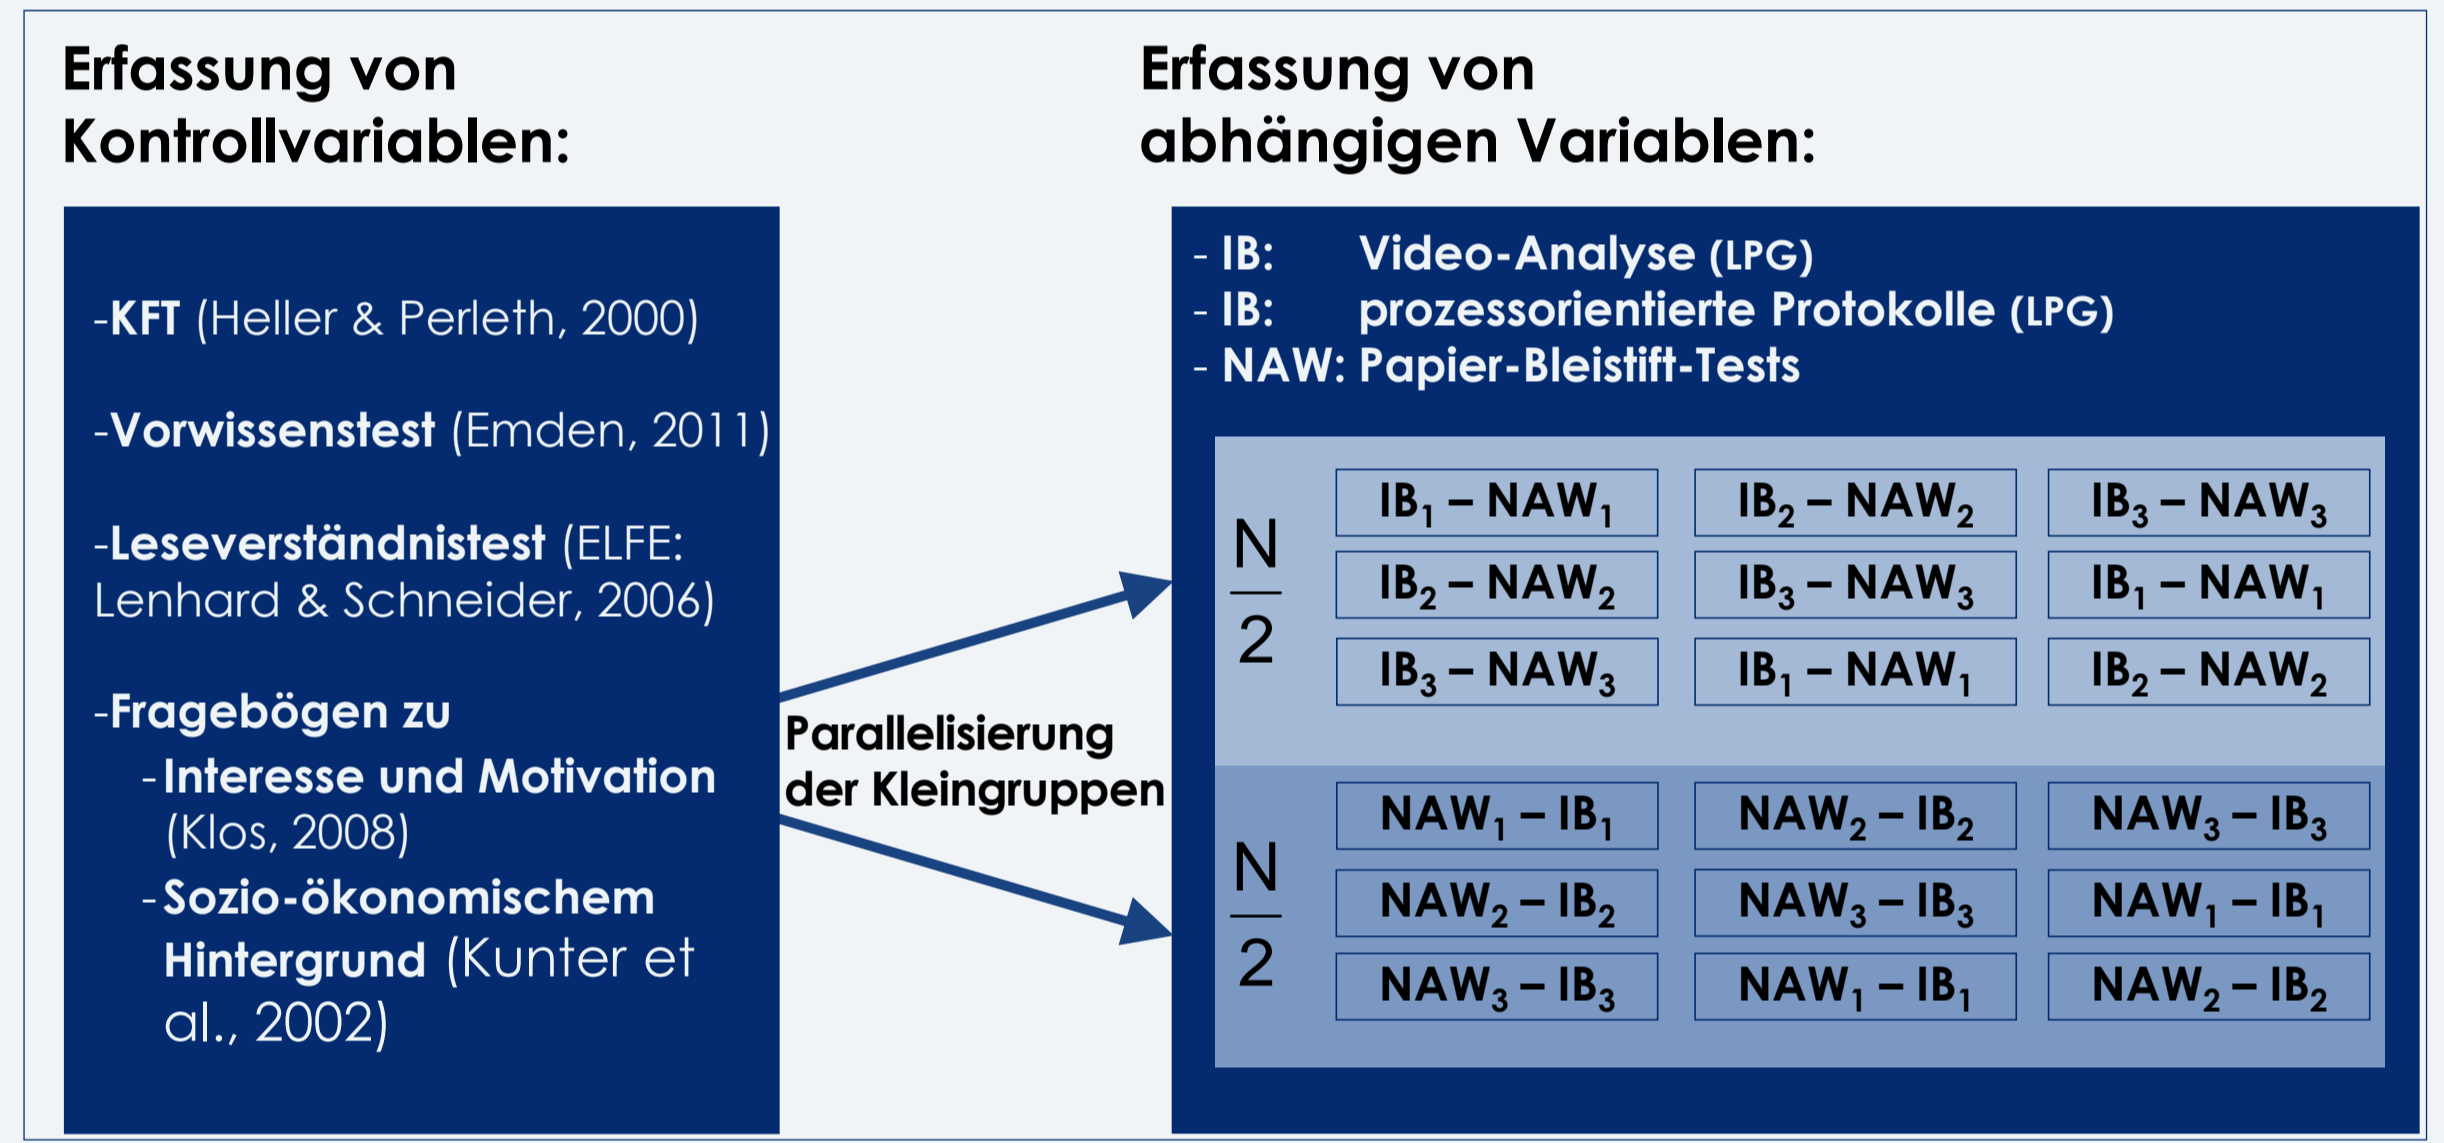 Erfassung von
Kontrollvariablen:
-KFT (Heller & Perleth, 2000)
-Vorwissenstest (Emden, 2011)
-Leseverständnistest (ELFE:
Lenhard & Schneider, 2006)
-Fragebögen zu
-Interesse und Motivation
(Klos, 2008)
-Sozio-ökonomischem
Hintergrund (Kunter et
al., 2002)
Parallelisierung
der Kleingruppen
Erfassung von
abhängigen Variablen:
- IB: Video-Analyse (LPG)
- IB: prozessorientierte Protokolle (LPG)
- NAW: Papier-Bleistift-Tests
N
2
IB₁ – NAW₁ IB₂ – NAW₂ IB₃ – NAW₃
IB₂ – NAW₂ IB₃ – NAW₃ IB₁ – NAW₁
IB₃ – NAW₃ IB₁ – NAW₁ IB₂ – NAW₂
N
2
NAW₁ – IB₁ NAW₂ – IB₂ NAW₃ – IB₃
NAW₂ – IB₂ NAW₃ – IB₃ NAW₁ – IB₁
NAW₃ – IB₃ NAW₁ – IB₁ NAW₂ – IB₂